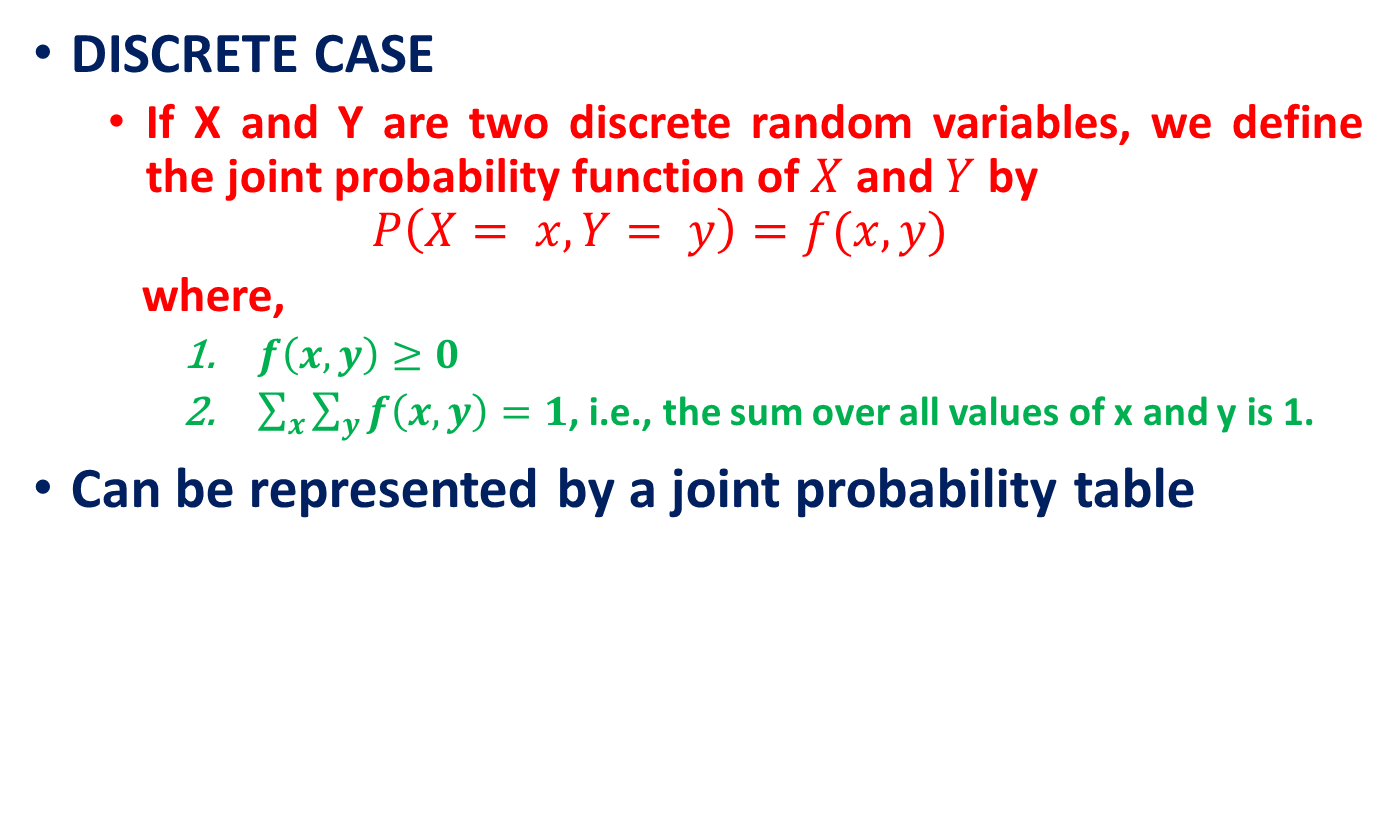 • DISCRETE CASE
• If X and Y are two discrete random variables, we define
the joint probability function of X and Y by
P(X = x, Y = y) = f(x, y)
where,
1. f(x, y) ≥ 0
2. ∑ₓ ∑ᵧ f(x, y) = 1, i.e., the sum over all values of x and y is 1.
• Can be represented by a joint probability table